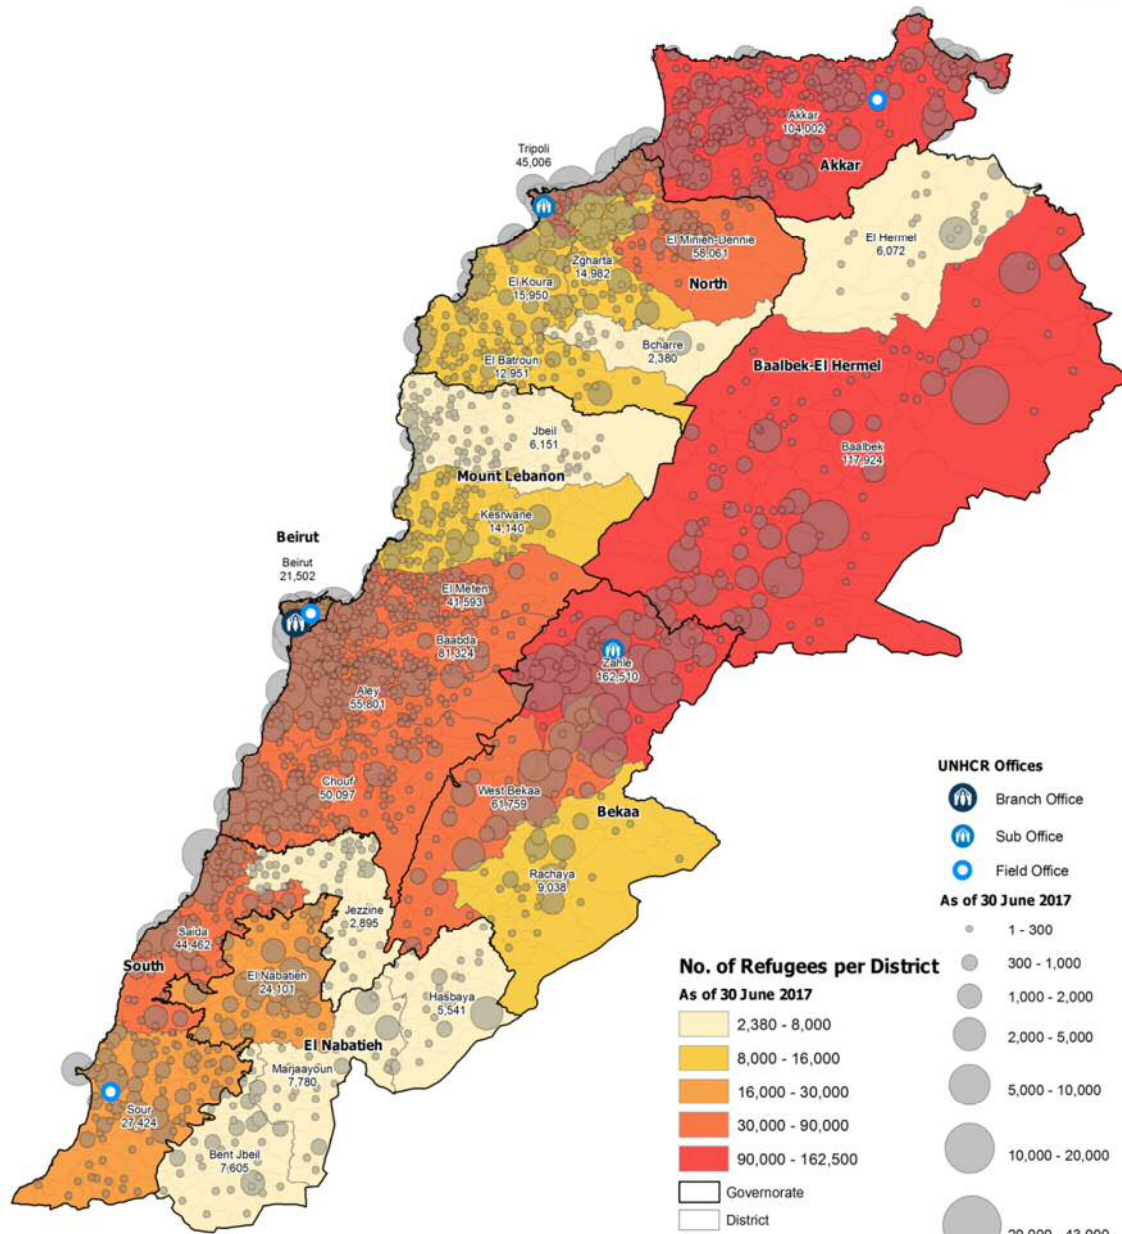 Akkar
104,002
Akkar
Tripoli
45,006
El Hermel
6,072
El Minieh-Dennie
58,061
Zgharta
14,982
North
El Koura
15,950
Bcharre
2,380
El Batroun
12,951
Baalbek-El Hermel
Jbeil
6,151
Baalbek
117,924
Mount Lebanon
Kesrwane
14,140
Beirut
Beirut
21,502
El Meten
41,593
Baabda
81,324
Zahle
162,510
Aley
55,801
Chouf
50,097
West Bekaa
61,759
Bekaa
Rachaya
9,038
Jezzine
2,895
Saida
44,462
South
El Nabatieh
24,101
Hasbaya
5,541
El Nabatieh
Marjaayoun
7,780
Sour
27,424
Bent Jbeil
7,605
UNHCR Offices
Branch Office
Sub Office
Field Office
As of 30 June 2017
1 - 300
300 - 1,000
1,000 - 2,000
2,000 - 5,000
5,000 - 10,000
10,000 - 20,000
20,000 - 43,000
No. of Refugees per District
As of 30 June 2017
2,380 - 8,000
8,000 - 16,000
16,000 - 30,000
30,000 - 90,000
90,000 - 162,500
Governorate
District